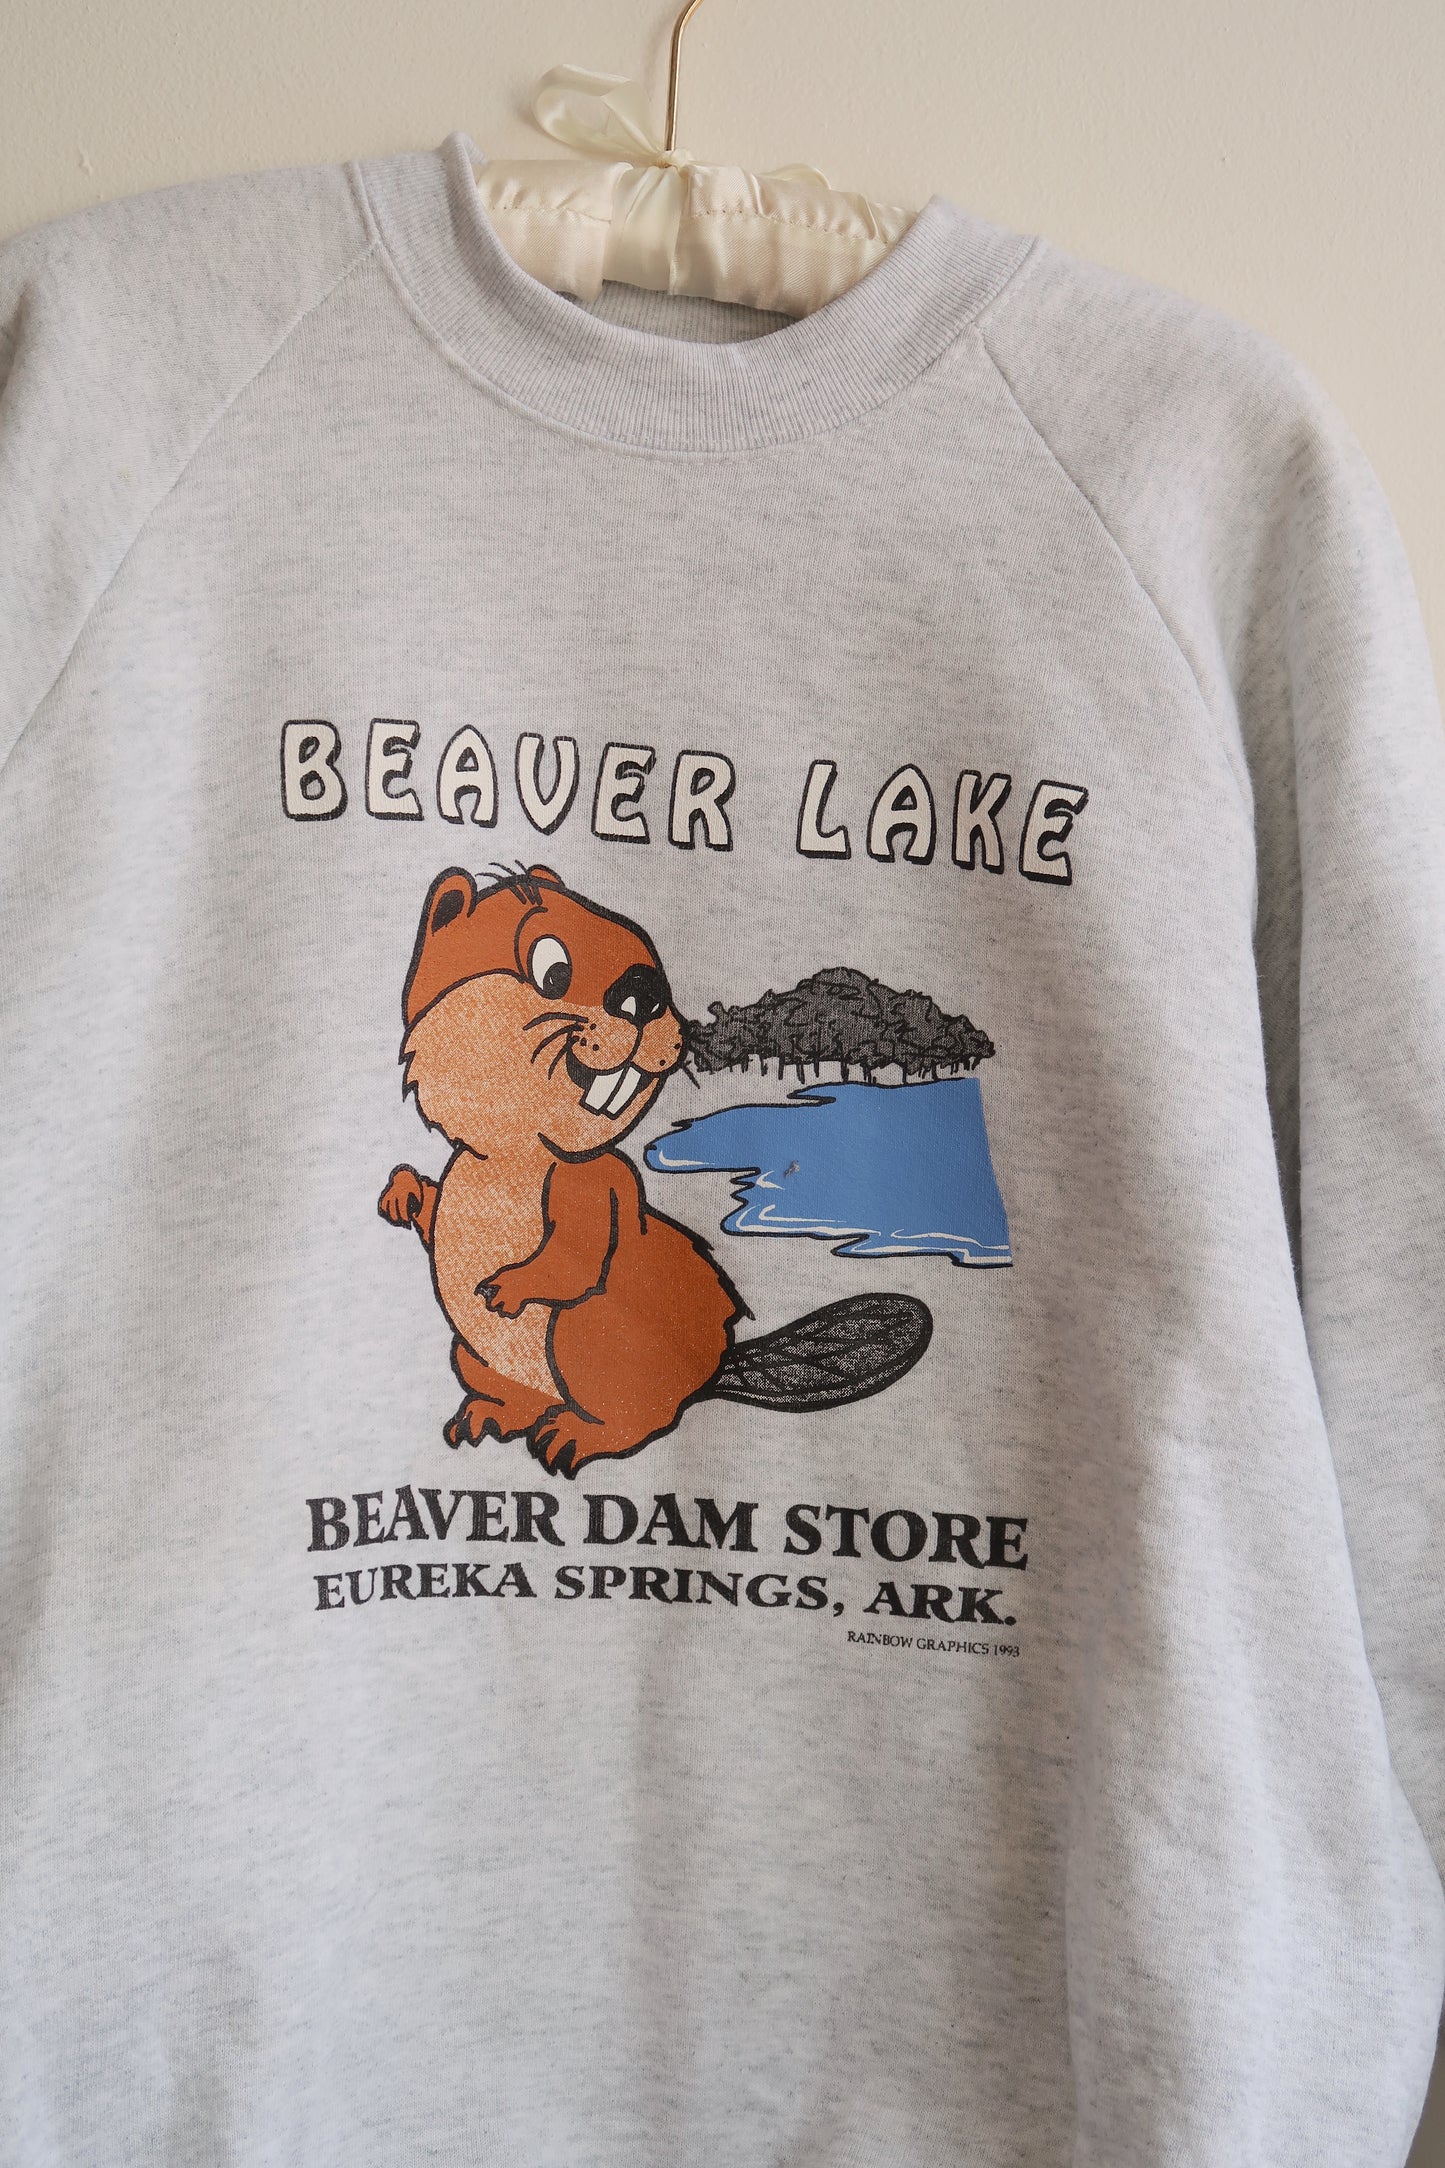 BEAVER LAKE
BEAVER DAM STORE
EUREKA SPRINGS, ARK.
RAINBOW GRAPHICS 1993